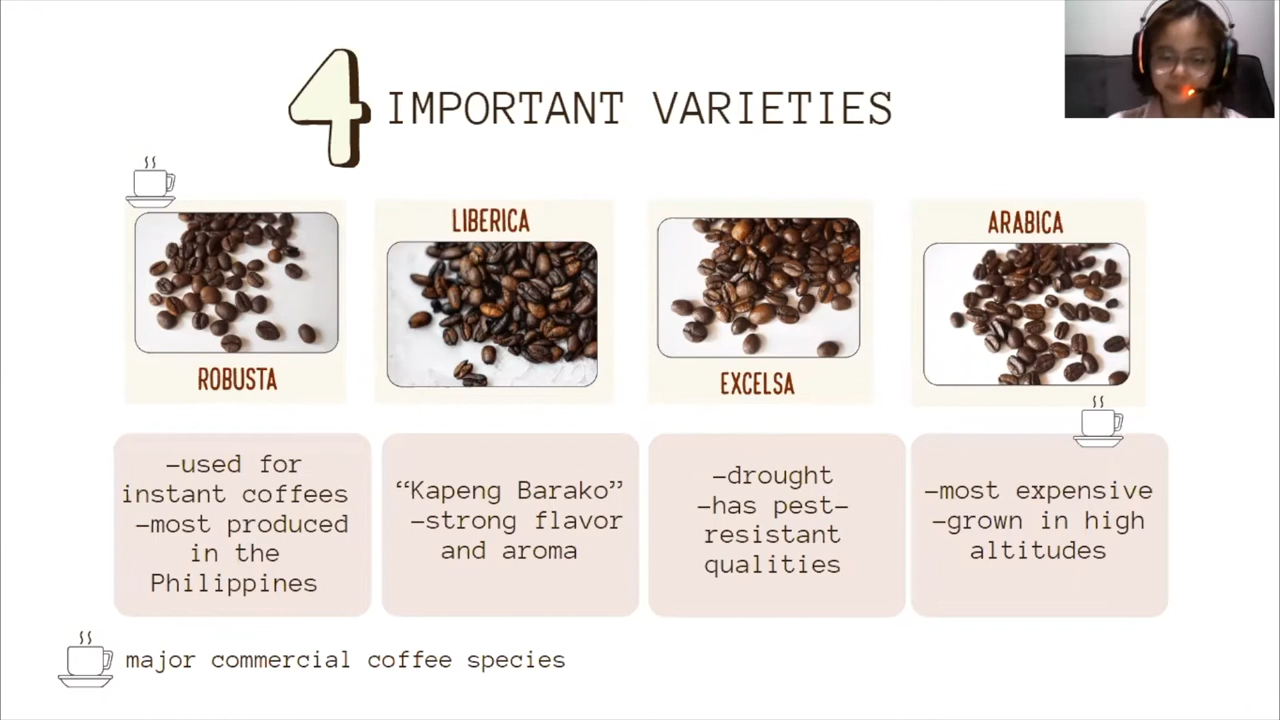 4 IMPORTANT VARIETIES
ROBUSTA
LIBERICA
EXCELSA
ARABICA
-used for
instant coffees
-most produced
in the
Philippines
“Kapeng Barako”
-strong flavor
and aroma
-drought
-has pest-
resistant
qualities
-most expensive
-grown in high
altitudes
major commercial coffee species